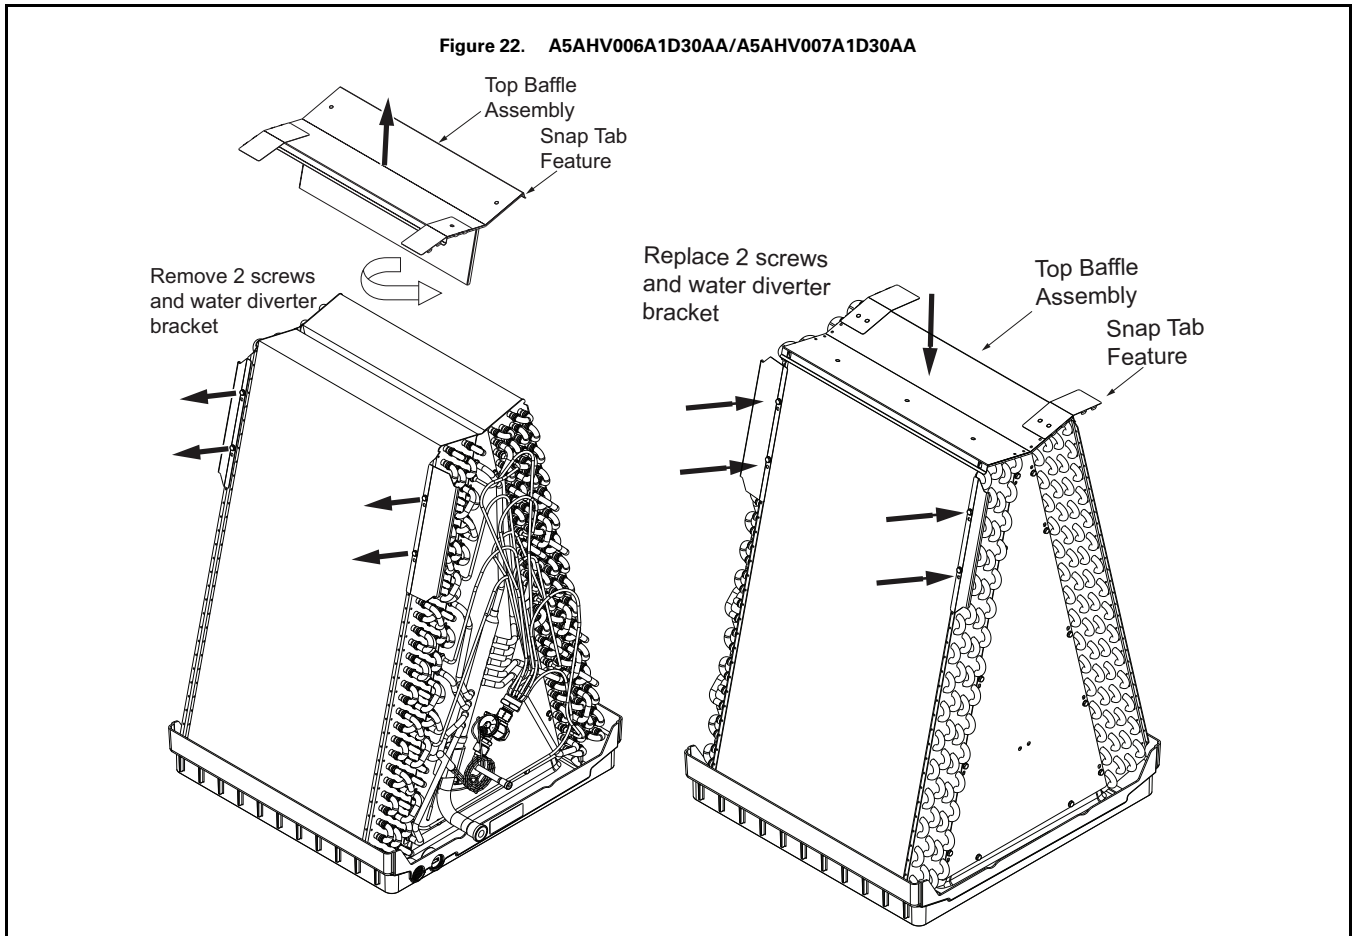 Figure 22. A5AHV006A1D30AA/A5AHV007A1D30AA
Top Baffle
Assembly
Snap Tab
Feature
Remove 2 screws
and water diverter
bracket
Replace 2 screws
and water diverter
bracket
Top Baffle
Assembly
Snap Tab
Feature